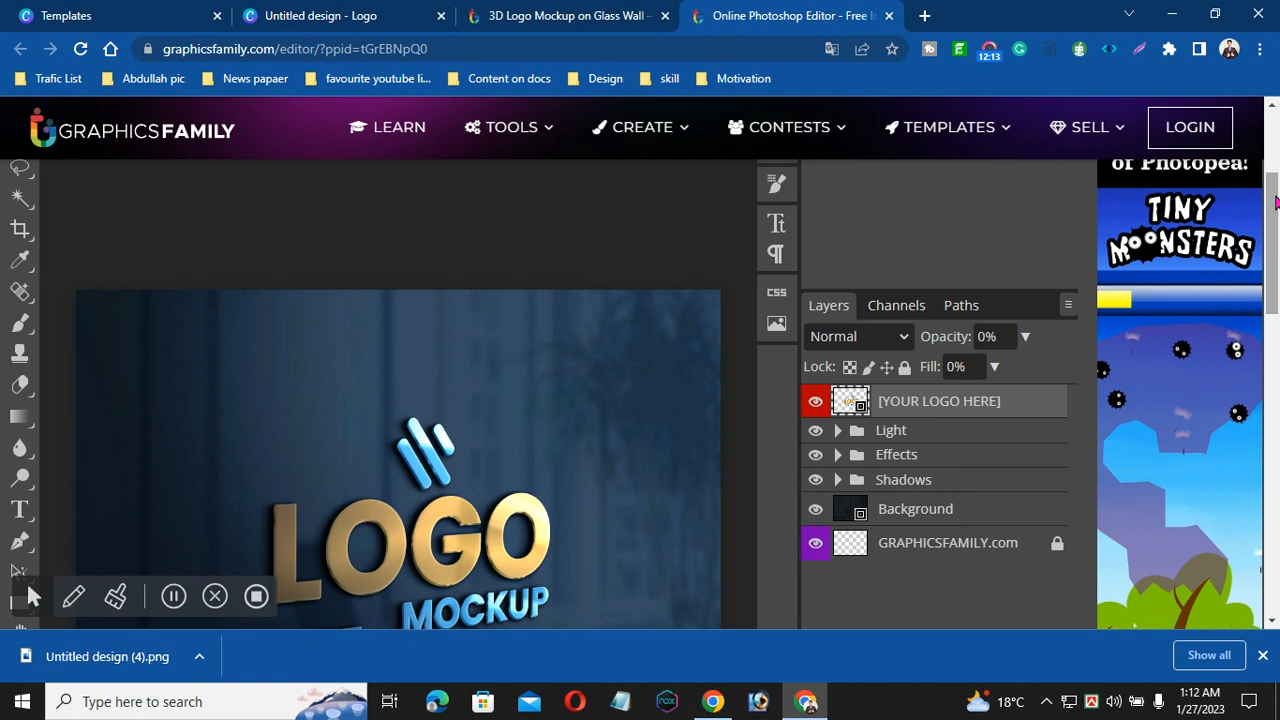 Templates
Untitled design - Logo
3D Logo Mockup on Glass Wall –
Online Photoshop Editor - Free
graphicsfamily.com/editor/?ppid=tGrEBNpQ0
12:13
Trafic List
Abdullah pic
News papaer
favourite youtube li...
Content on docs
Design
skill
Motivation
GRAPHICSFAMILY
LEARN
TOOLS
CREATE
CONTESTS
TEMPLATES
SELL
LOGIN
of Photopea!
TINY
MOONSTERS
CSS
Layers
Channels
Paths
Normal
Opacity: 0%
Lock:
Fill: 0%
[YOUR LOGO HERE]
Light
Effects
Shadows
Background
GRAPHICSFAMILY.com
LOGO
MOCKUP
Untitled design (4).png
Show all
Type here to search
18°C
1:12 AM
1/27/2023